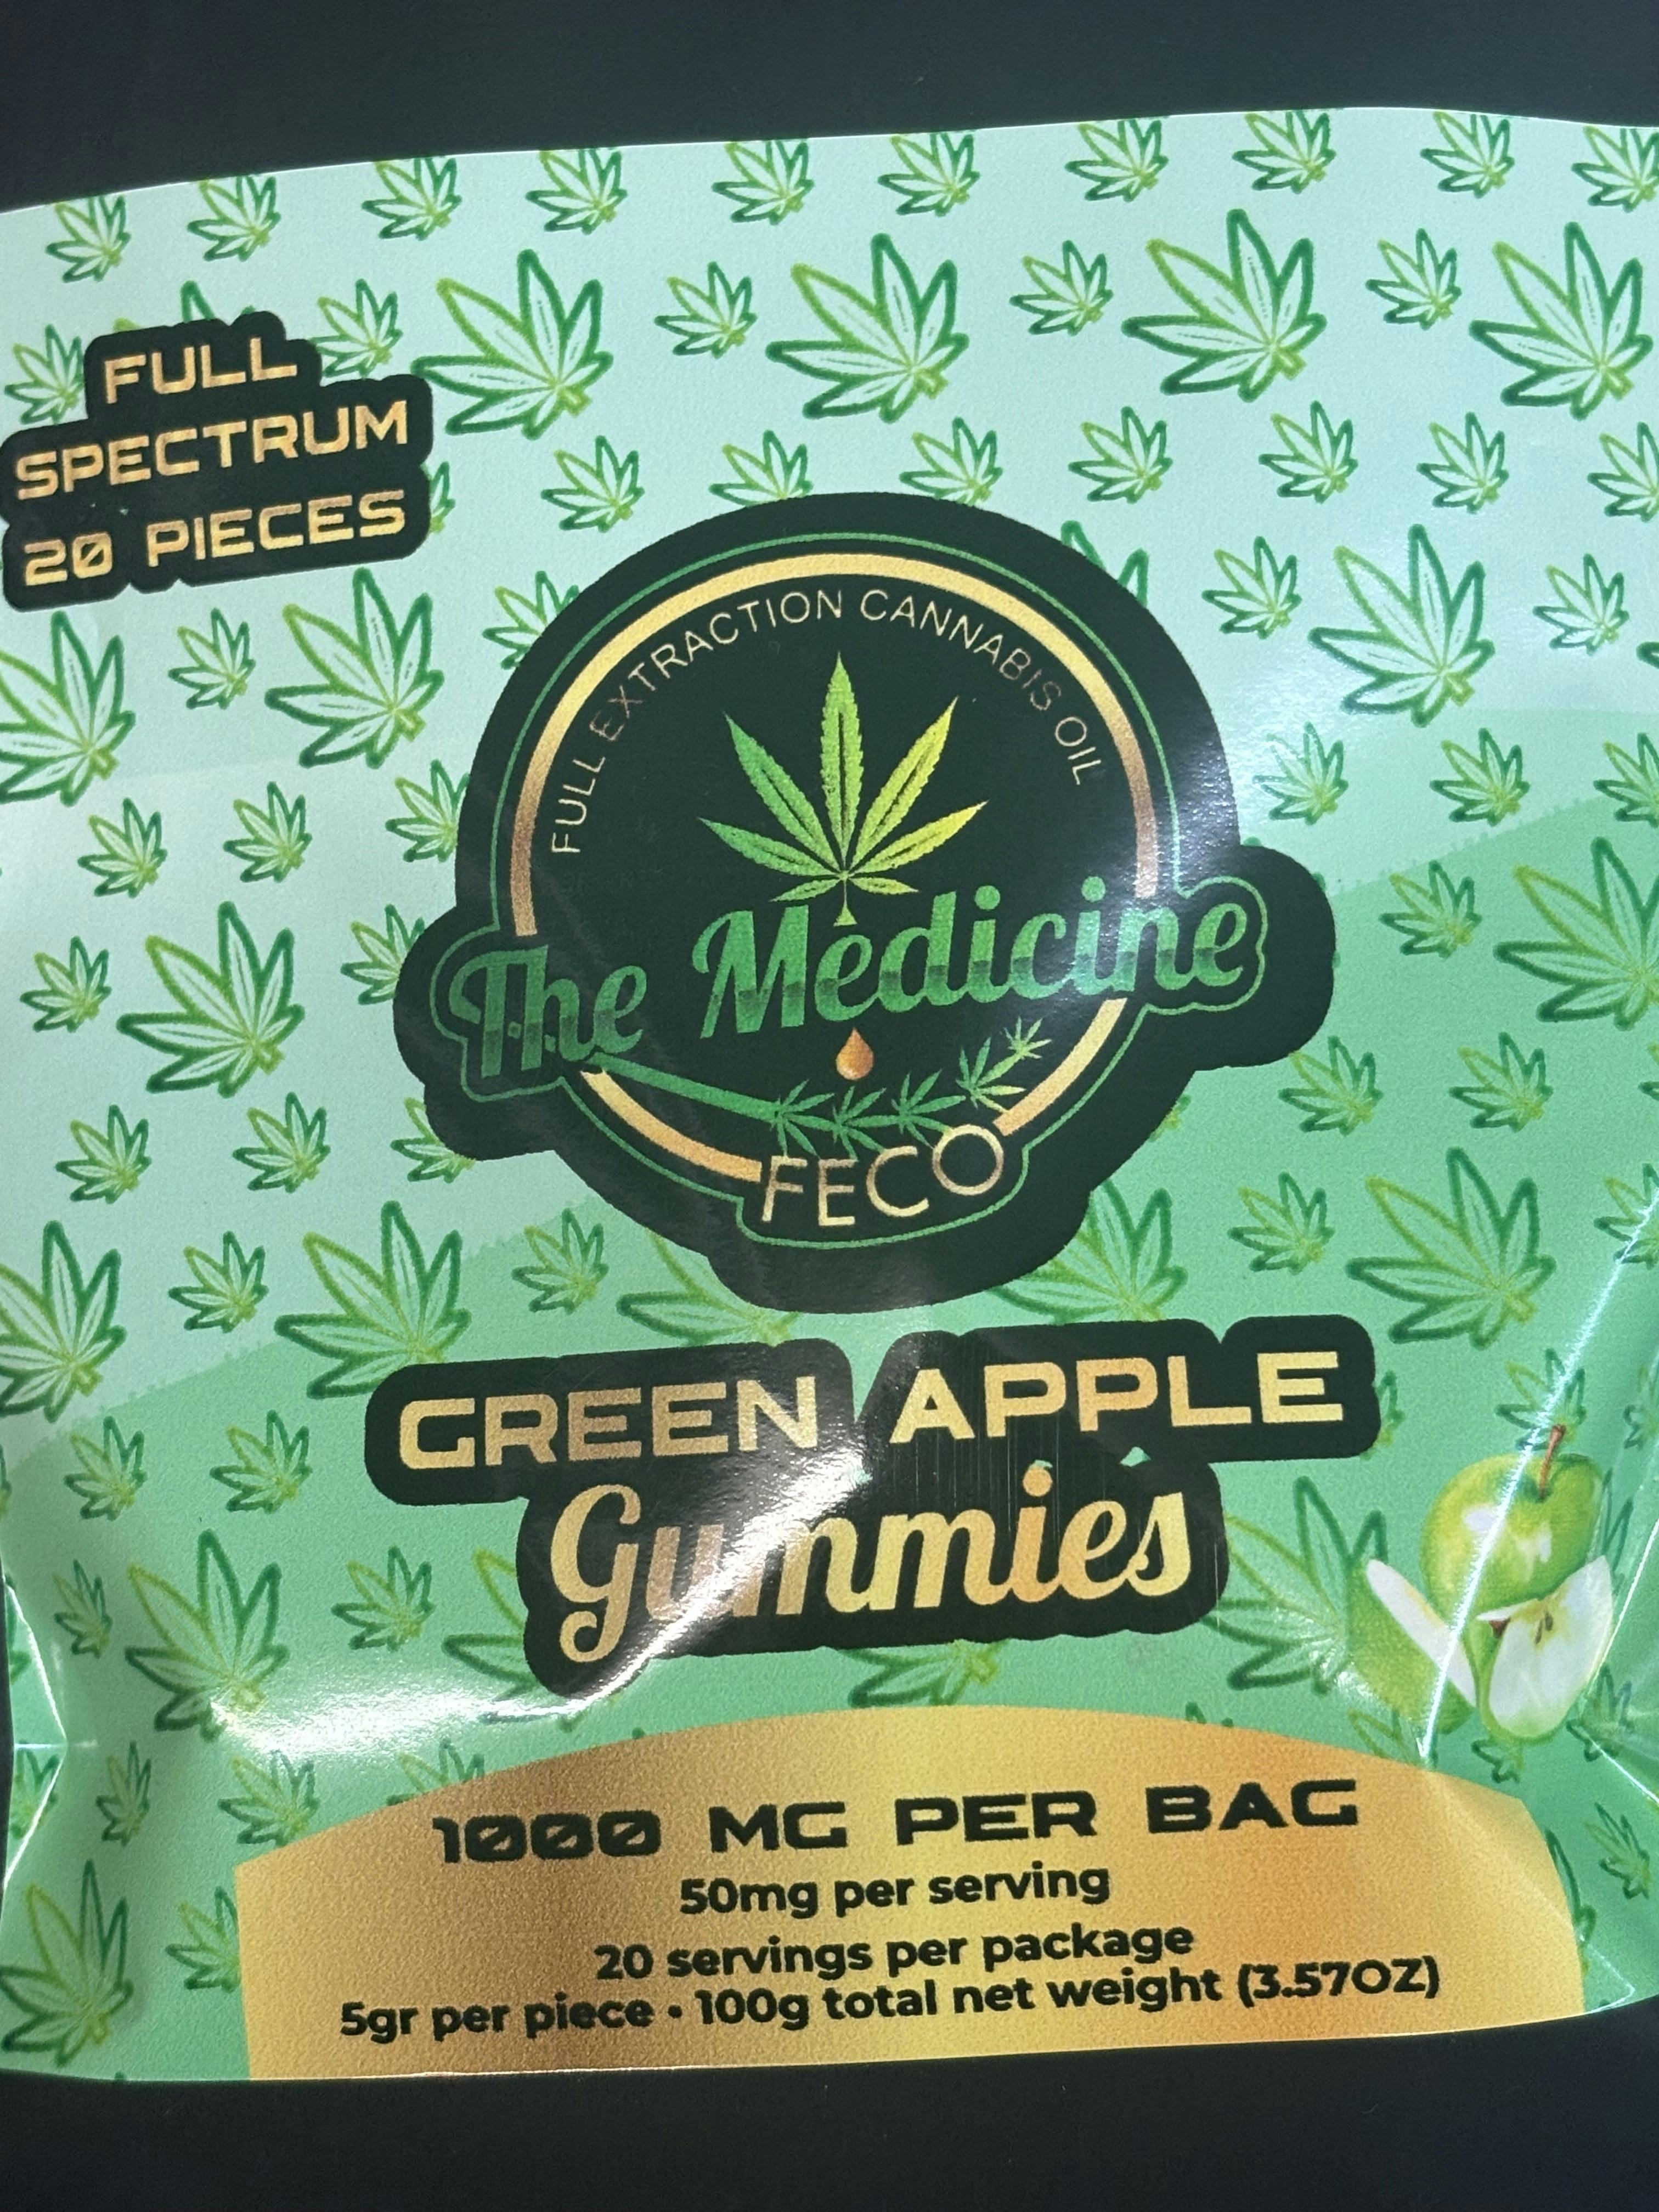 FULL
SPECTRUM
20 PIECES
FULL EXTRACTION CANNABIS OIL
The Medicine
FECO
GREEN APPLE
Gummies
1000 MG PER BAG
50mg per serving
20 servings per package
5gr per piece • 100g total net weight (3.57OZ)